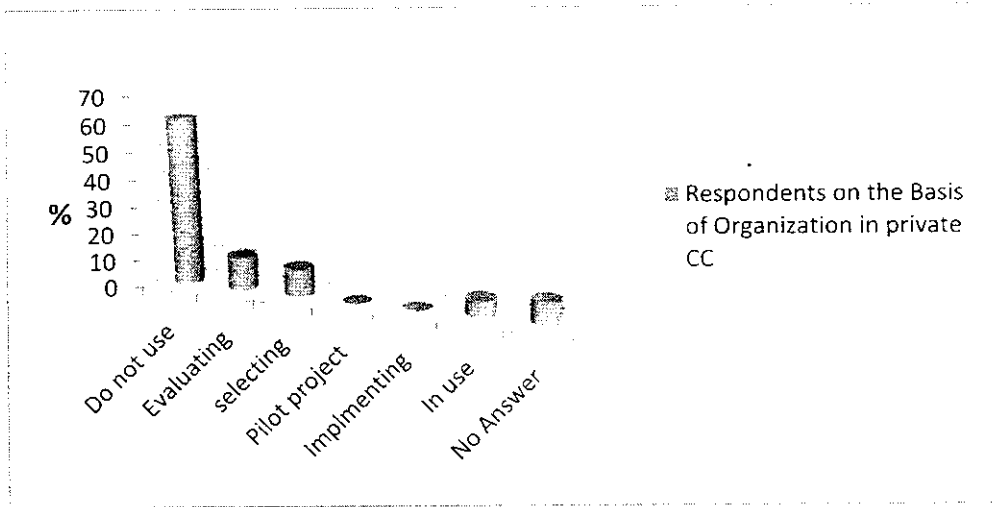 70
60
50
40
% 30
20
10
0
Do not use
Evaluating
selecting
Pilot project
Implmenting
In use
No Answer
Respondents on the Basis
of Organization in private
CC